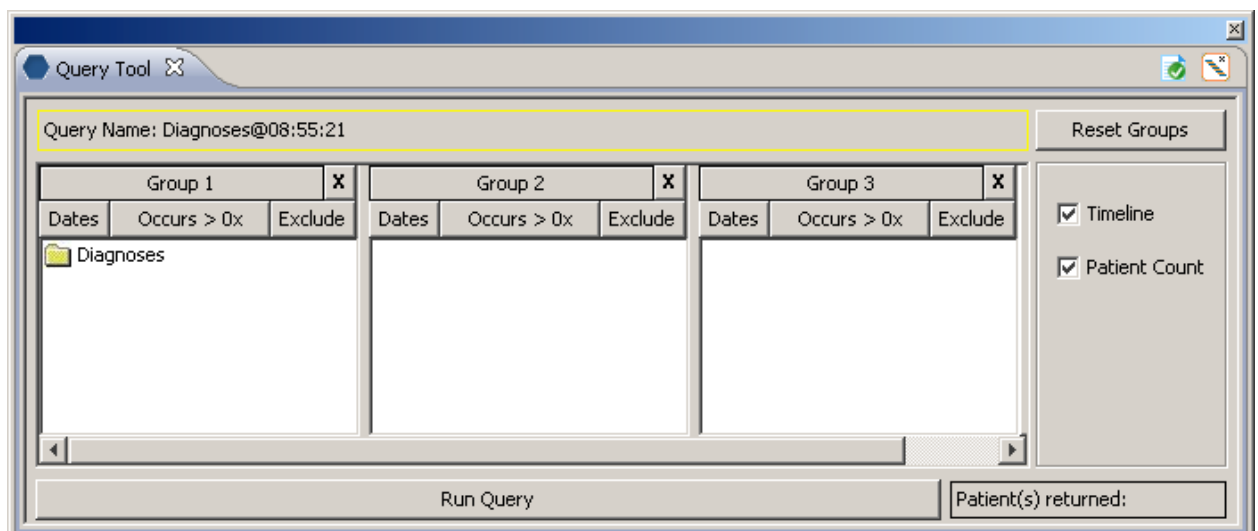 Query Tool
Query Name: Diagnoses@08:55:21
Reset Groups
Group 1 X Group 2 X Group 3 X
Dates Occurs > 0x Exclude Dates Occurs > 0x Exclude Dates Occurs > 0x Exclude
Timeline
Diagnoses
Patient Count
Run Query
Patient(s) returned: